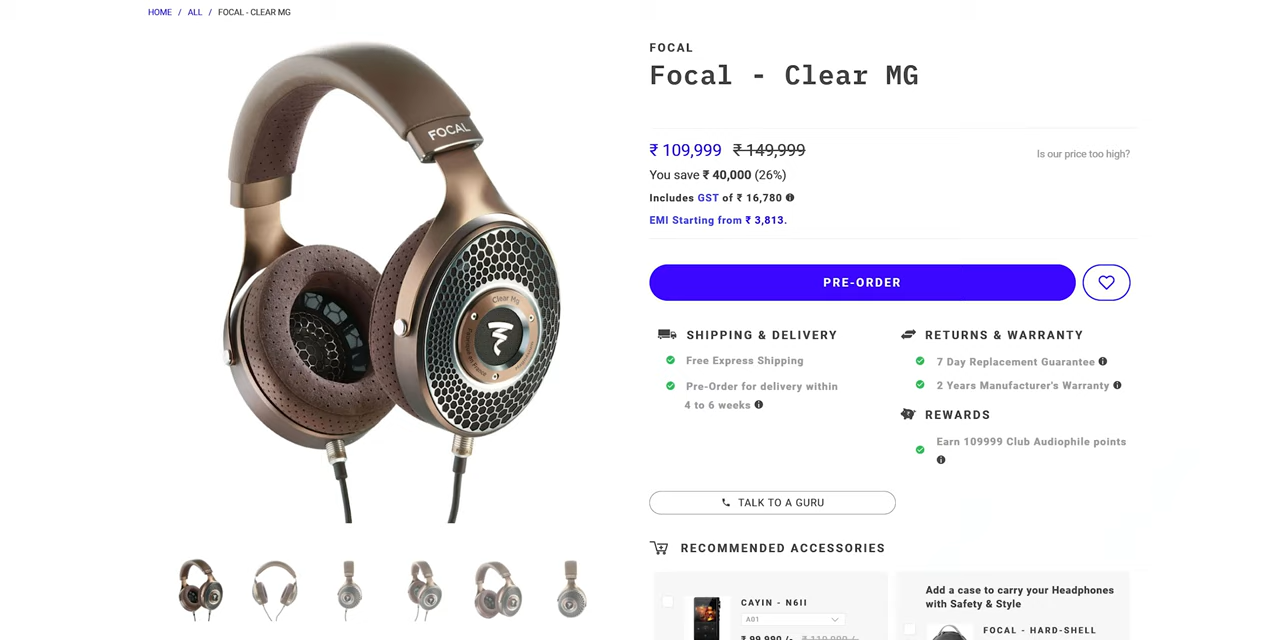 HOME / ALL / FOCAL - CLEAR MG
FOCAL
Focal - Clear MG
₹ 109,999 ₹ 149,999
Is our price too high?
You save ₹ 40,000 (26%)
Includes GST of ₹ 16,780
EMI Starting from ₹ 3,813.
PRE-ORDER
SHIPPING & DELIVERY
Free Express Shipping
Pre-Order for delivery within
4 to 6 weeks
RETURNS & WARRANTY
7 Day Replacement Guarantee
2 Years Manufacturer's Warranty
REWARDS
Earn 109999 Club Audiophile points
TALK TO A GURU
RECOMMENDED ACCESSORIES
CAYIN - N6II
A01
₹ 99,990 /- ₹ 119,990 /-
Add a case to carry your Headphones
with Safety & Style
FOCAL - HARD-SHELL
FOCAL
Clear Mg